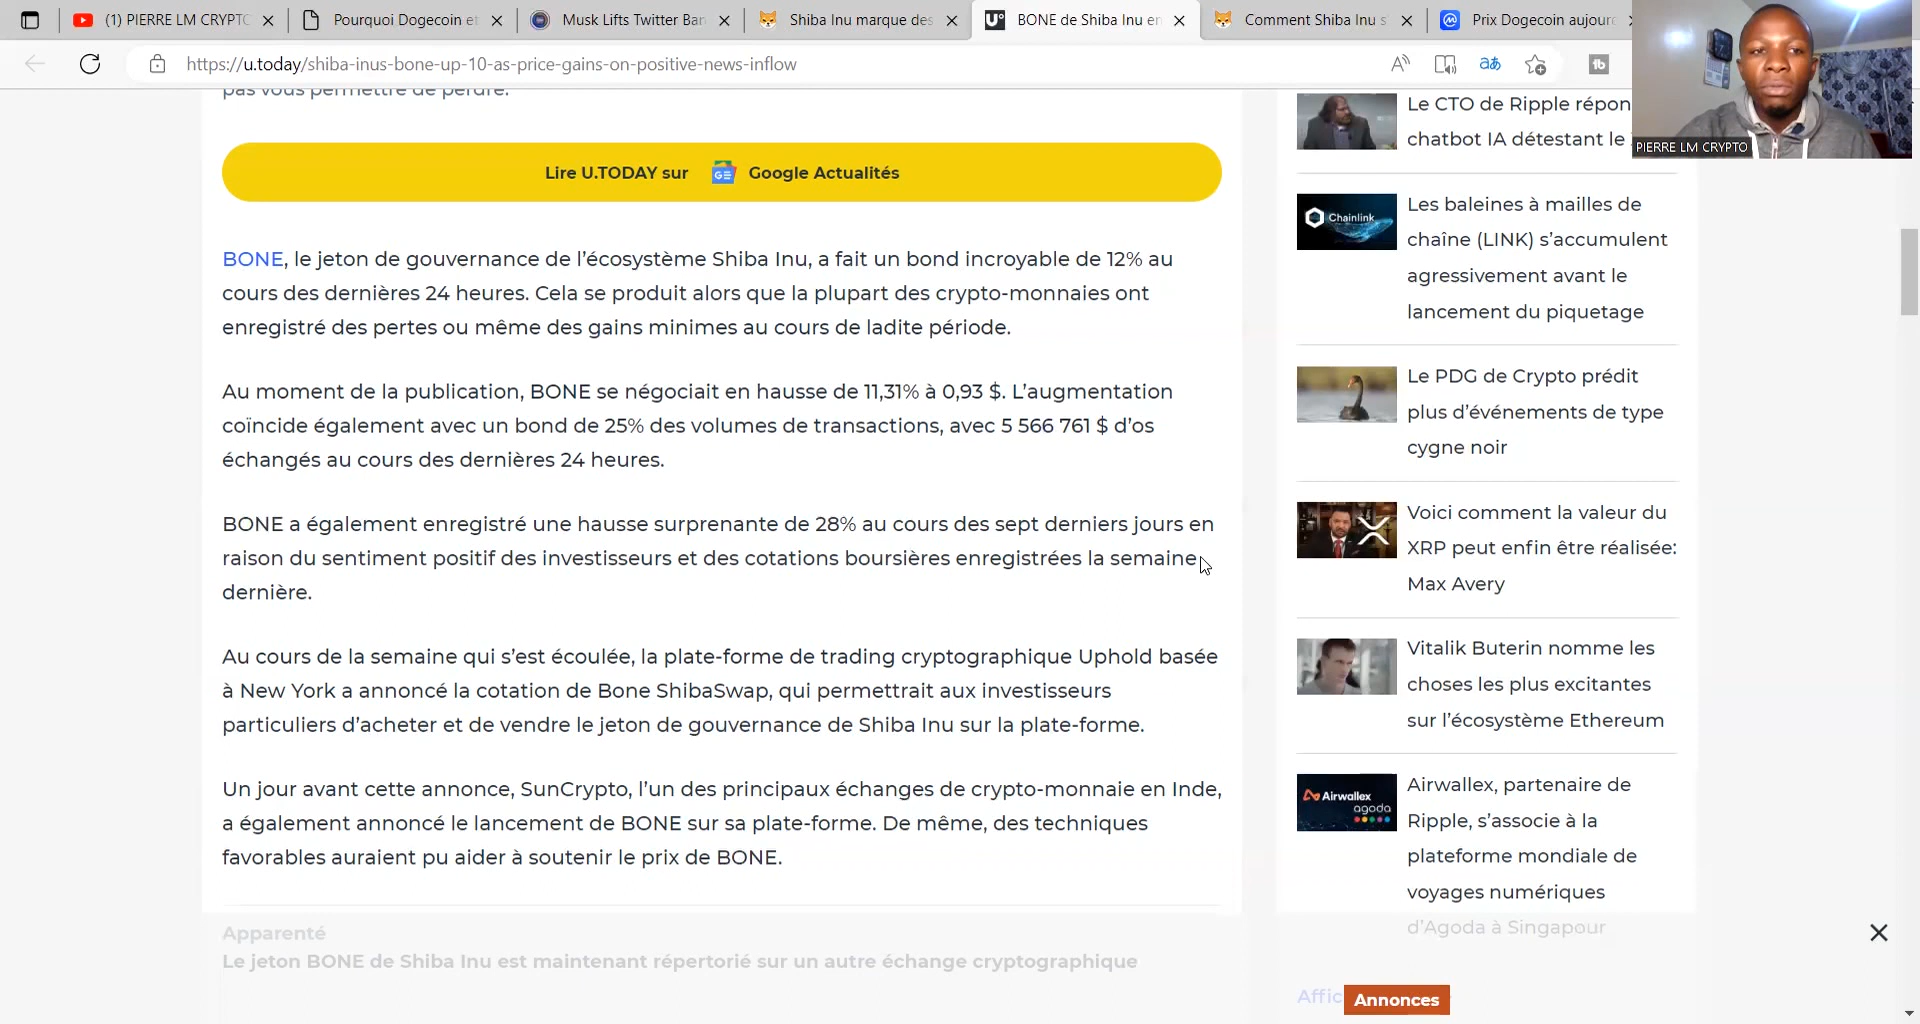 (1) PIERRE LM CRYPTO
Pourquoi Dogecoin et
Musk Lifts Twitter Ban
Shiba Inu marque des
BONE de Shiba Inu en
Comment Shiba Inu s'
Prix Dogecoin aujourd
https://u.today/shiba-inus-bone-up-10-as-price-gains-on-positive-news-inflow
PIERRE LM CRYPTO
pas vous permettre de perdre.
Lire U.TODAY sur GE Google Actualités
BONE, le jeton de gouvernance de l'écosystème Shiba Inu, a fait un bond incroyable de 12% au
cours des dernières 24 heures. Cela se produit alors que la plupart des crypto-monnaies ont
enregistré des pertes ou même des gains minimes au cours de ladite période.
Au moment de la publication, BONE se négociait en hausse de 11,31% à 0,93 $. L'augmentation
coïncide également avec un bond de 25% des volumes de transactions, avec 5 566 761 $ d'os
échangés au cours des dernières 24 heures.
BONE a également enregistré une hausse surprenante de 28% au cours des sept derniers jours en
raison du sentiment positif des investisseurs et des cotations boursières enregistrées la semaine
dernière.
Au cours de la semaine qui s'est écoulée, la plate-forme de trading cryptographique Uphold basée
à New York a annoncé la cotation de Bone ShibaSwap, qui permettrait aux investisseurs
particuliers d'acheter et de vendre le jeton de gouvernance de Shiba Inu sur la plate-forme.
Un jour avant cette annonce, SunCrypto, l'un des principaux échanges de crypto-monnaie en Inde,
a également annoncé le lancement de BONE sur sa plate-forme. De même, des techniques
favorables auraient pu aider à soutenir le prix de BONE.
Apparenté
Le jeton BONE de Shiba Inu est maintenant répertorié sur un autre échange cryptographique
Le CTO de Ripple répon
chatbot IA détestant le
Chainlink
Les baleines à mailles de
chaîne (LINK) s'accumulent
agressivement avant le
lancement du piquetage
Le PDG de Crypto prédit
plus d'événements de type
cygne noir
Voici comment la valeur du
XRP peut enfin être réalisée:
Max Avery
Vitalik Buterin nomme les
choses les plus excitantes
sur l'écosystème Ethereum
Airwallex
agoda
Airwallex, partenaire de
Ripple, s'associe à la
plateforme mondiale de
voyages numériques
d'Agoda à Singapour
Affic
Annonces